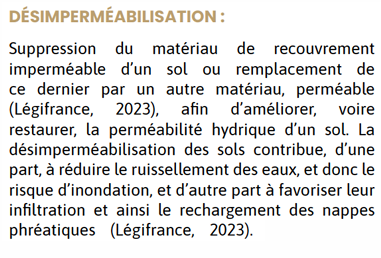 DÉSIMPERMÉABILISATION :
Suppression du matériau de recouvrement
imperméable d'un sol ou remplacement de
ce dernier par un autre matériau, perméable
(Légifrance, 2023), afin d'améliorer, voire
restaurer, la perméabilité hydrique d'un sol. La
désimperméabilisation des sols contribue, d'une
part, à réduire le ruissellement des eaux, et donc le
risque d'inondation, et d'autre part à favoriser leur
infiltration et ainsi le rechargement des nappes
phréatiques (Légifrance, 2023).